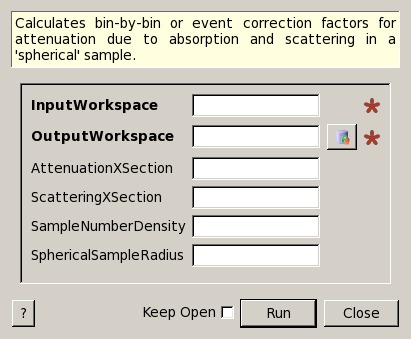 Calculates bin-by-bin or event correction factors for
attenuation due to absorption and scattering in a
'spherical' sample.
InputWorkspace
OutputWorkspace
AttenuationXSection
ScatteringXSection
SampleNumberDensity
SphericalSampleRadius
? Keep Open Run Close